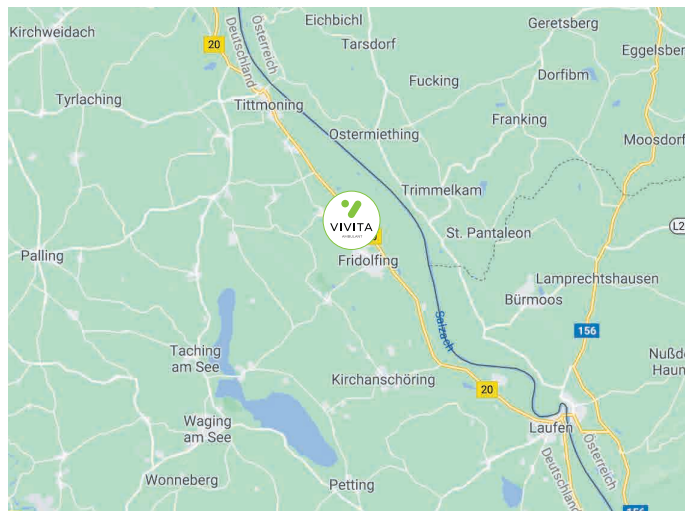 Kirchweidach
20
Deutschland
Österreich
Eichbichl
Tarsdorf
Geretsberg
Eggelsber
Tyrlaching
Tittmoning
Fucking
Dorfibm
Franking
Ostermiething
Moosdorf
Trimmelkam
VIVITA
St. Pantaleon
L2
Palling
Fridolfing
Lamprechtshausen
Bürmoos
Salzach
156
Taching
am See
Nußdo
Haun
Kirchanschöring
20
Waging
am See
Laufen
Deutschland
Österreich
Wonneberg
Petting
156